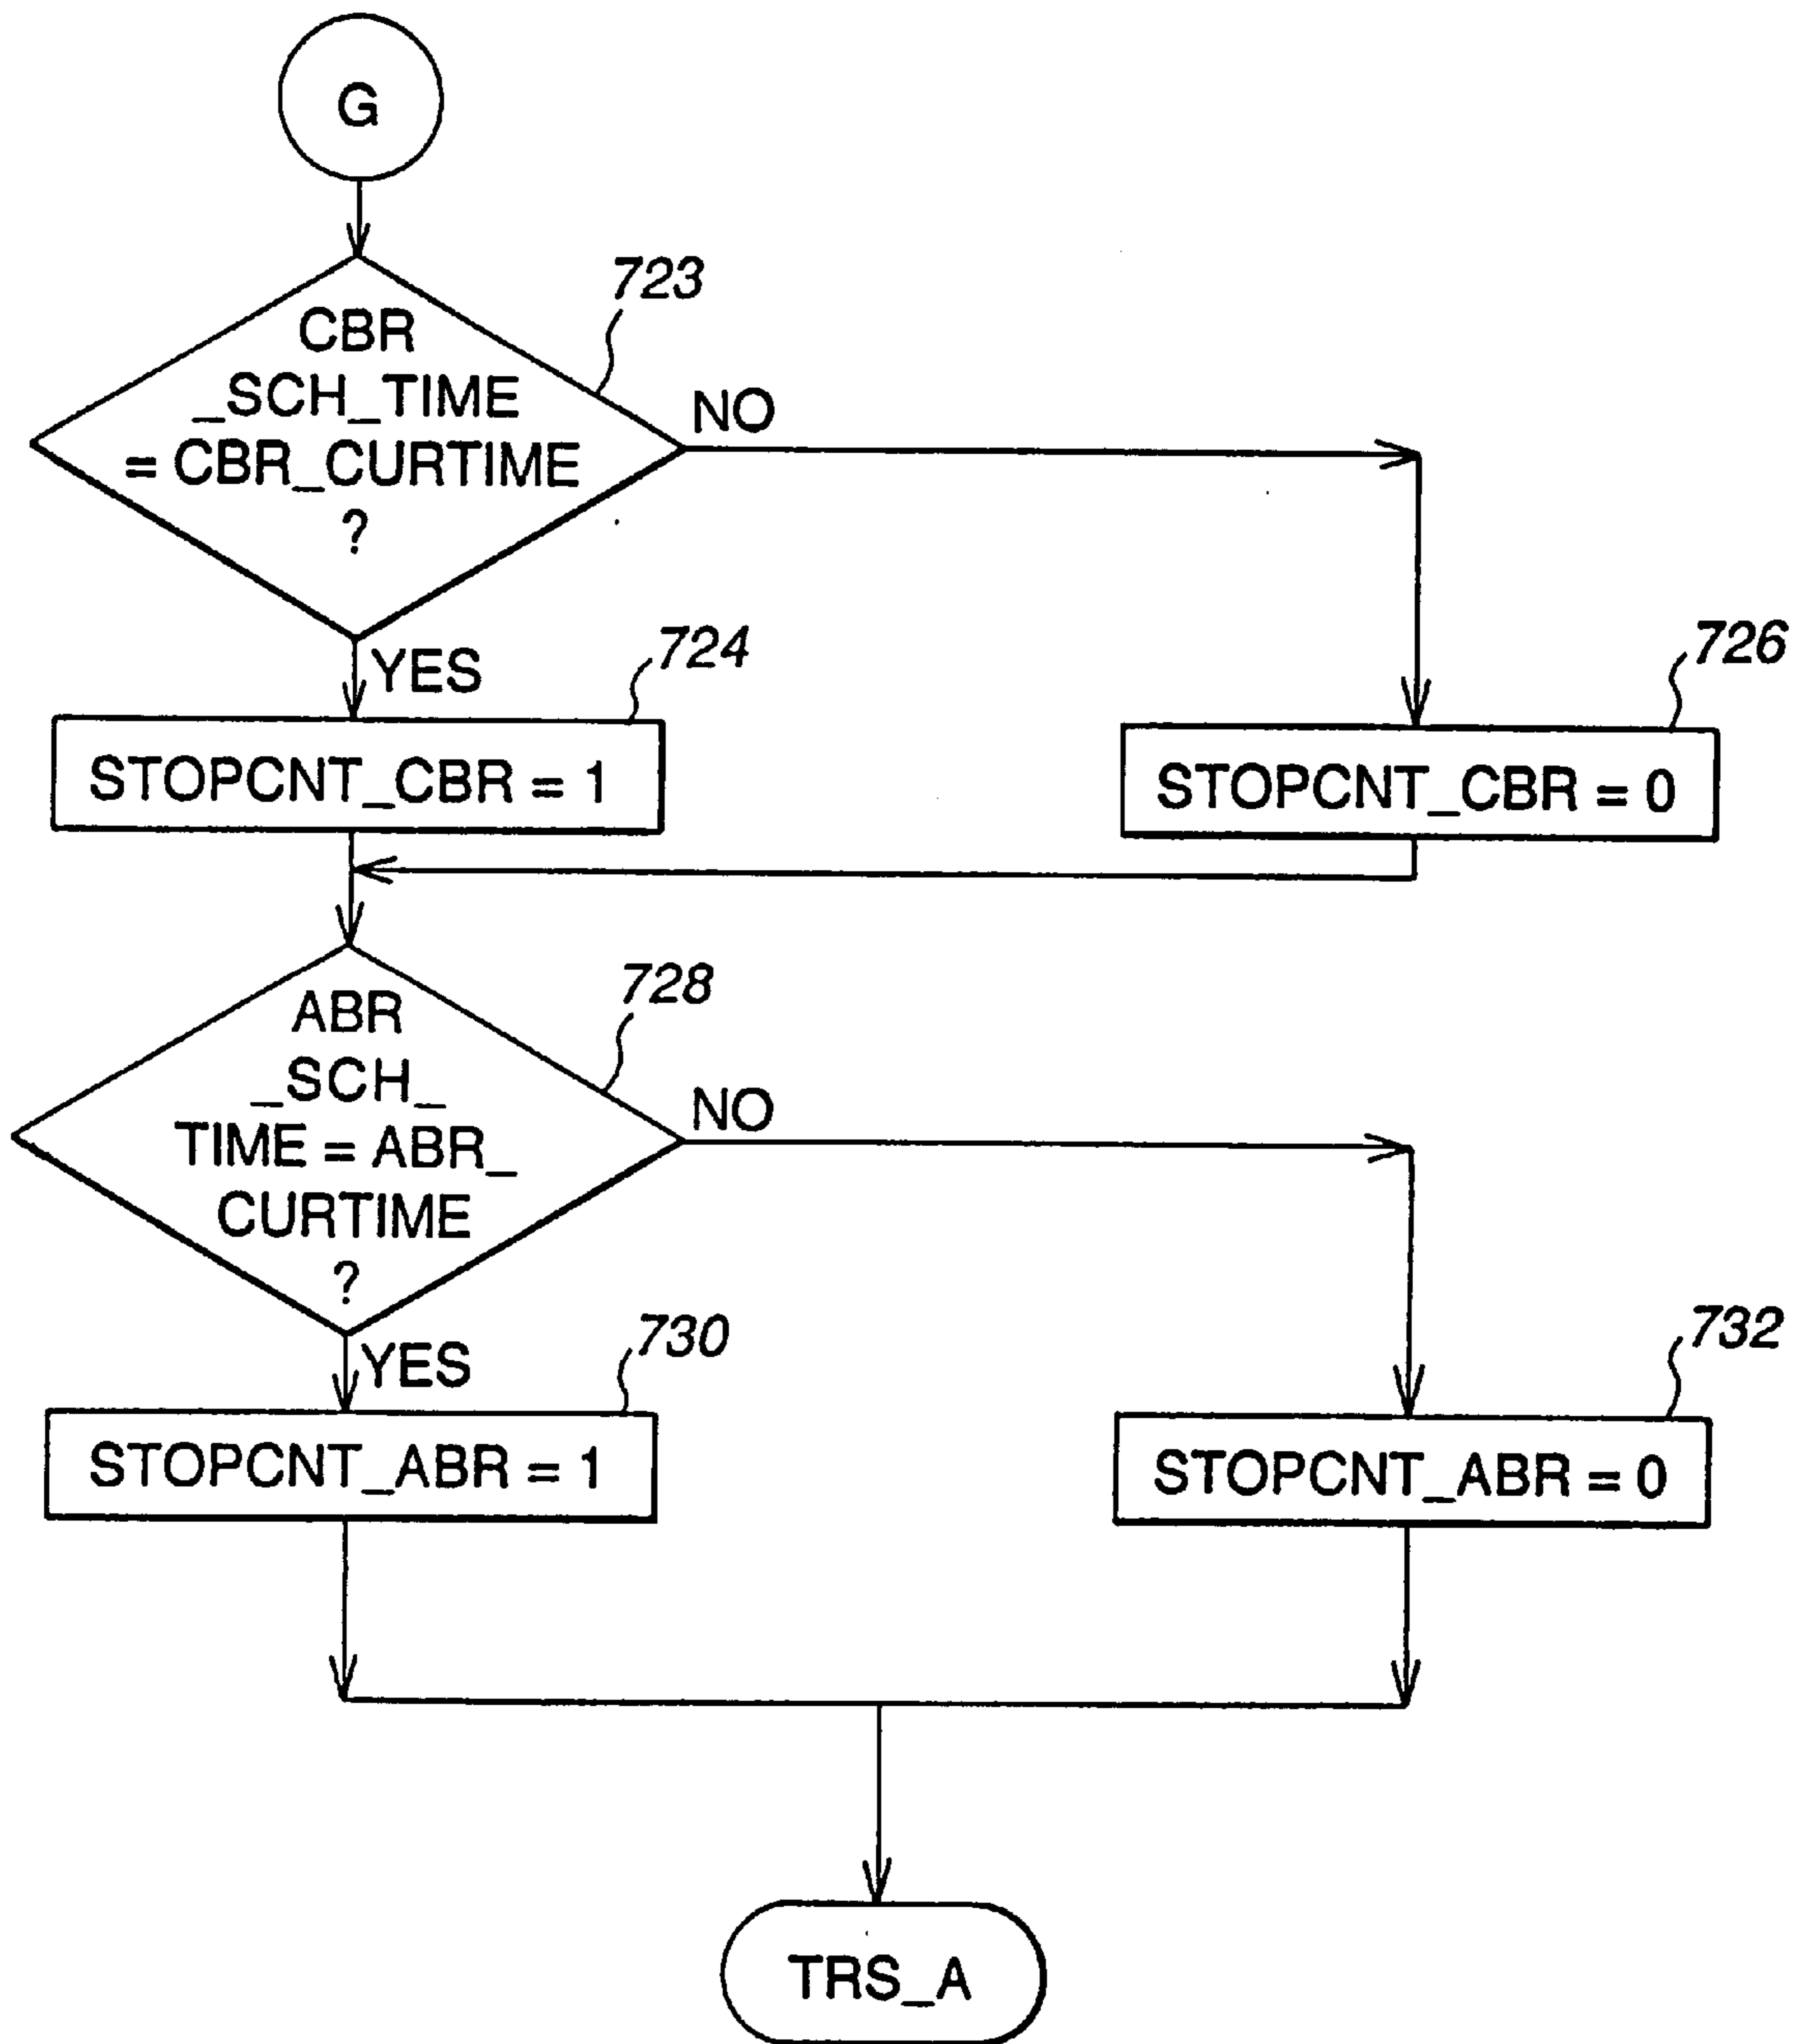 G
723
CBR
_SCH_TIME
= CBR_CURTIME
?
NO
YES
724
STOPCNT_CBR = 1
726
STOPCNT_CBR = 0
728
ABR
_SCH_
TIME = ABR_
CURTIME
?
NO
YES
730
STOPCNT_ABR = 1
732
STOPCNT_ABR = 0
TRS_A